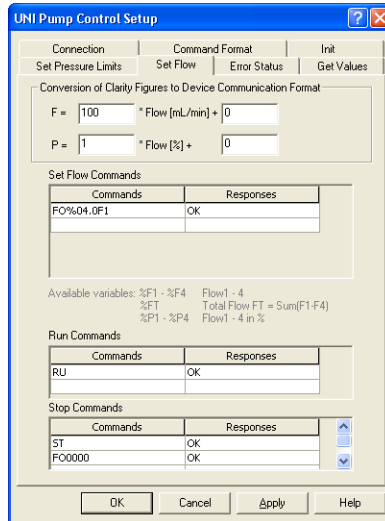 UNI Pump Control Setup
Connection Command Format Init
Set Pressure Limits Set Flow Error Status Get Values
Conversion of Clarity Figures to Device Communication Format
F = 100 * Flow [mL/min] + 0
P = 1 * Flow [%] + 0
Set Flow Commands
Commands Responses
FO%04.0F1 OK
Available variables: %F1 - %F4 Flow1 - 4
%FT Total Flow FT = Sum(F1-F4)
%P1 - %P4 Flow1 - 4 in %
Run Commands
Commands Responses
RU OK
Stop Commands
Commands Responses
ST OK
FO0000 OK
OK Cancel Apply Help